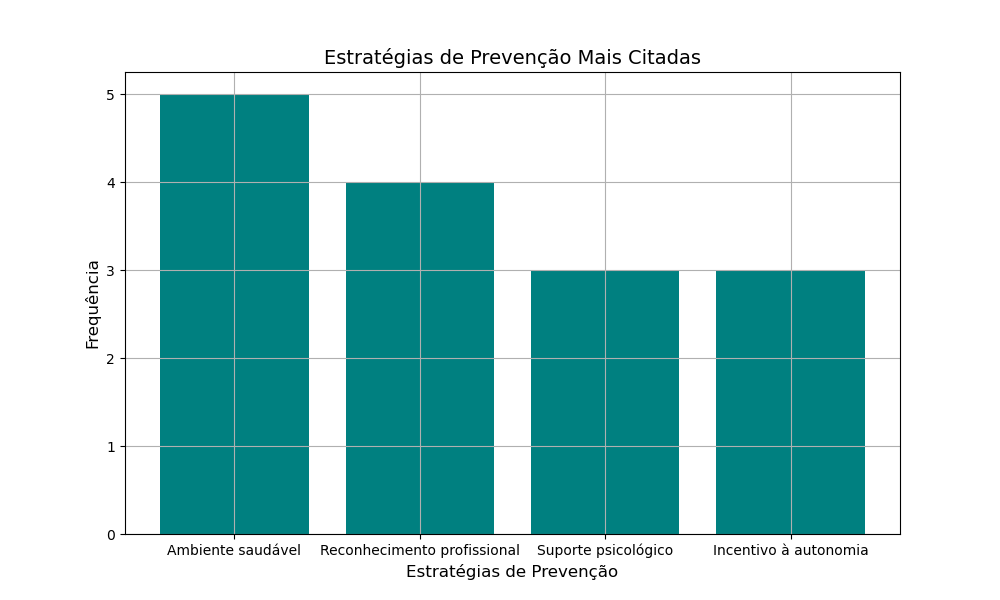 Estratégias de Prevenção Mais Citadas
Frequência
5
4
3
2
1
0
Ambiente saudável
Reconhecimento profissional
Suporte psicológico
Incentivo à autonomia
Estratégias de Prevenção